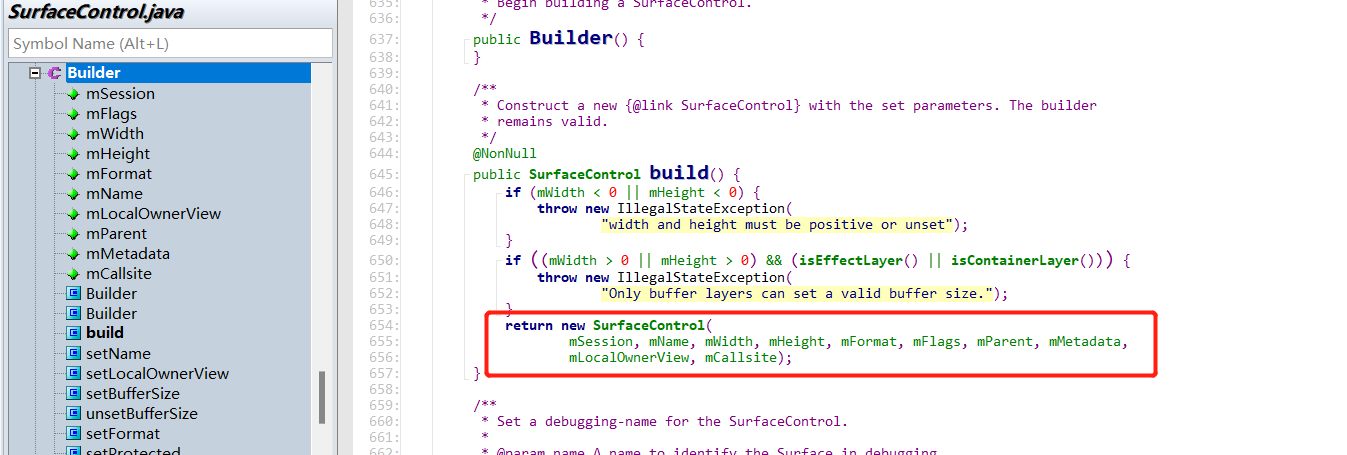 SurfaceControl.java
Symbol Name (Alt+L)
Builder
mSession
mFlags
mWidth
mHeight
mFormat
mName
mLocalOwnerView
mParent
mMetadata
mCallsite
Builder
Builder
build
setName
setLocalOwnerView
setBufferSize
unsetBufferSize
setFormat
setProtected
635: * Begin building a SurfaceControl.
636: */
637: public Builder() {
638: }
639:
640: /**
641: * Construct a new {@link SurfaceControl} with the set parameters. The builder
642: * remains valid.
643: */
644: @NonNull
645: public SurfaceControl build() {
646: if (mWidth < 0 || mHeight < 0) {
647: throw new IllegalStateException(
648: "width and height must be positive or unset");
649: }
650: if ((mWidth > 0 || mHeight > 0) && (isEffectLayer() || isContainerLayer())) {
651: throw new IllegalStateException(
652: "Only buffer layers can set a valid buffer size.");
653: }
654: return new SurfaceControl(
655: mSession, mName, mWidth, mHeight, mFormat, mFlags, mParent, mMetadata,
656: mLocalOwnerView, mCallsite);
657: }
658:
659: /**
660: * Set a debugging-name for the SurfaceControl.
661: *
662: * @param name A name to identify the Surface in debugging.